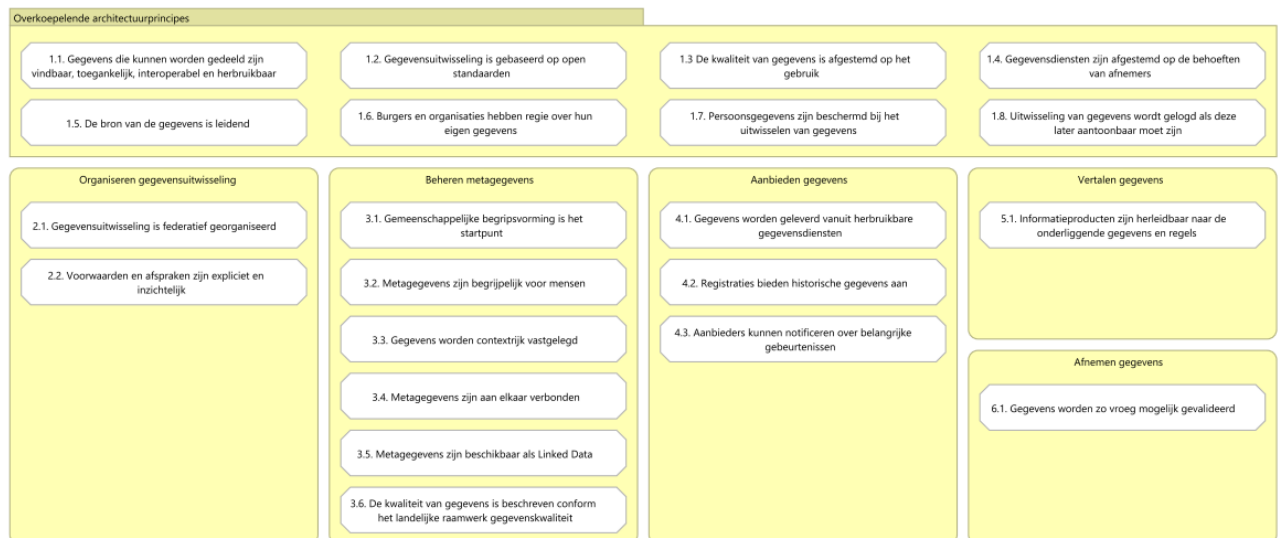 Overkoepelende architectuurprincipes
1.1. Gegevens die kunnen worden gedeeld zijn
vindbaar, toegankelijk, interoperabel en herbruikbaar
1.2. Gegevensuitwisseling is gebaseerd op open
standaarden
1.3 De kwaliteit van gegevens is afgestemd op het
gebruik
1.4. Gegevensdiensten zijn afgestemd op de behoeften
van afnemers
1.5. De bron van de gegevens is leidend
1.6. Burgers en organisaties hebben regie over hun
eigen gegevens
1.7. Persoonsgegevens zijn beschermd bij het
uitwisselen van gegevens
1.8. Uitwisseling van gegevens wordt gelogd als deze
later aantoonbaar moet zijn
Organiseren gegevensuitwisseling
2.1. Gegevensuitwisseling is federatief georganiseerd
2.2. Voorwaarden en afspraken zijn expliciet en
inzichtelijk
Beheren metagegevens
3.1. Gemeenschappelijke begripsvorming is het
startpunt
3.2. Metagegevens zijn begrijpelijk voor mensen
3.3. Gegevens worden contextrijk vastgelegd
3.4. Metagegevens zijn aan elkaar verbonden
3.5. Metagegevens zijn beschikbaar als Linked Data
3.6. De kwaliteit van gegevens is beschreven conform
het landelijke raamwerk gegevenskwaliteit
Aanbieden gegevens
4.1. Gegevens worden geleverd vanuit herbruikbare
gegevensdiensten
4.2. Registraties bieden historische gegevens aan
4.3. Aanbieders kunnen notificeren over belangrijke
gebeurtenissen
Vertalen gegevens
5.1. Informatieproducten zijn herleidbaar naar de
onderliggende gegevens en regels
Afnemen gegevens
6.1. Gegevens worden zo vroeg mogelijk gevalideerd